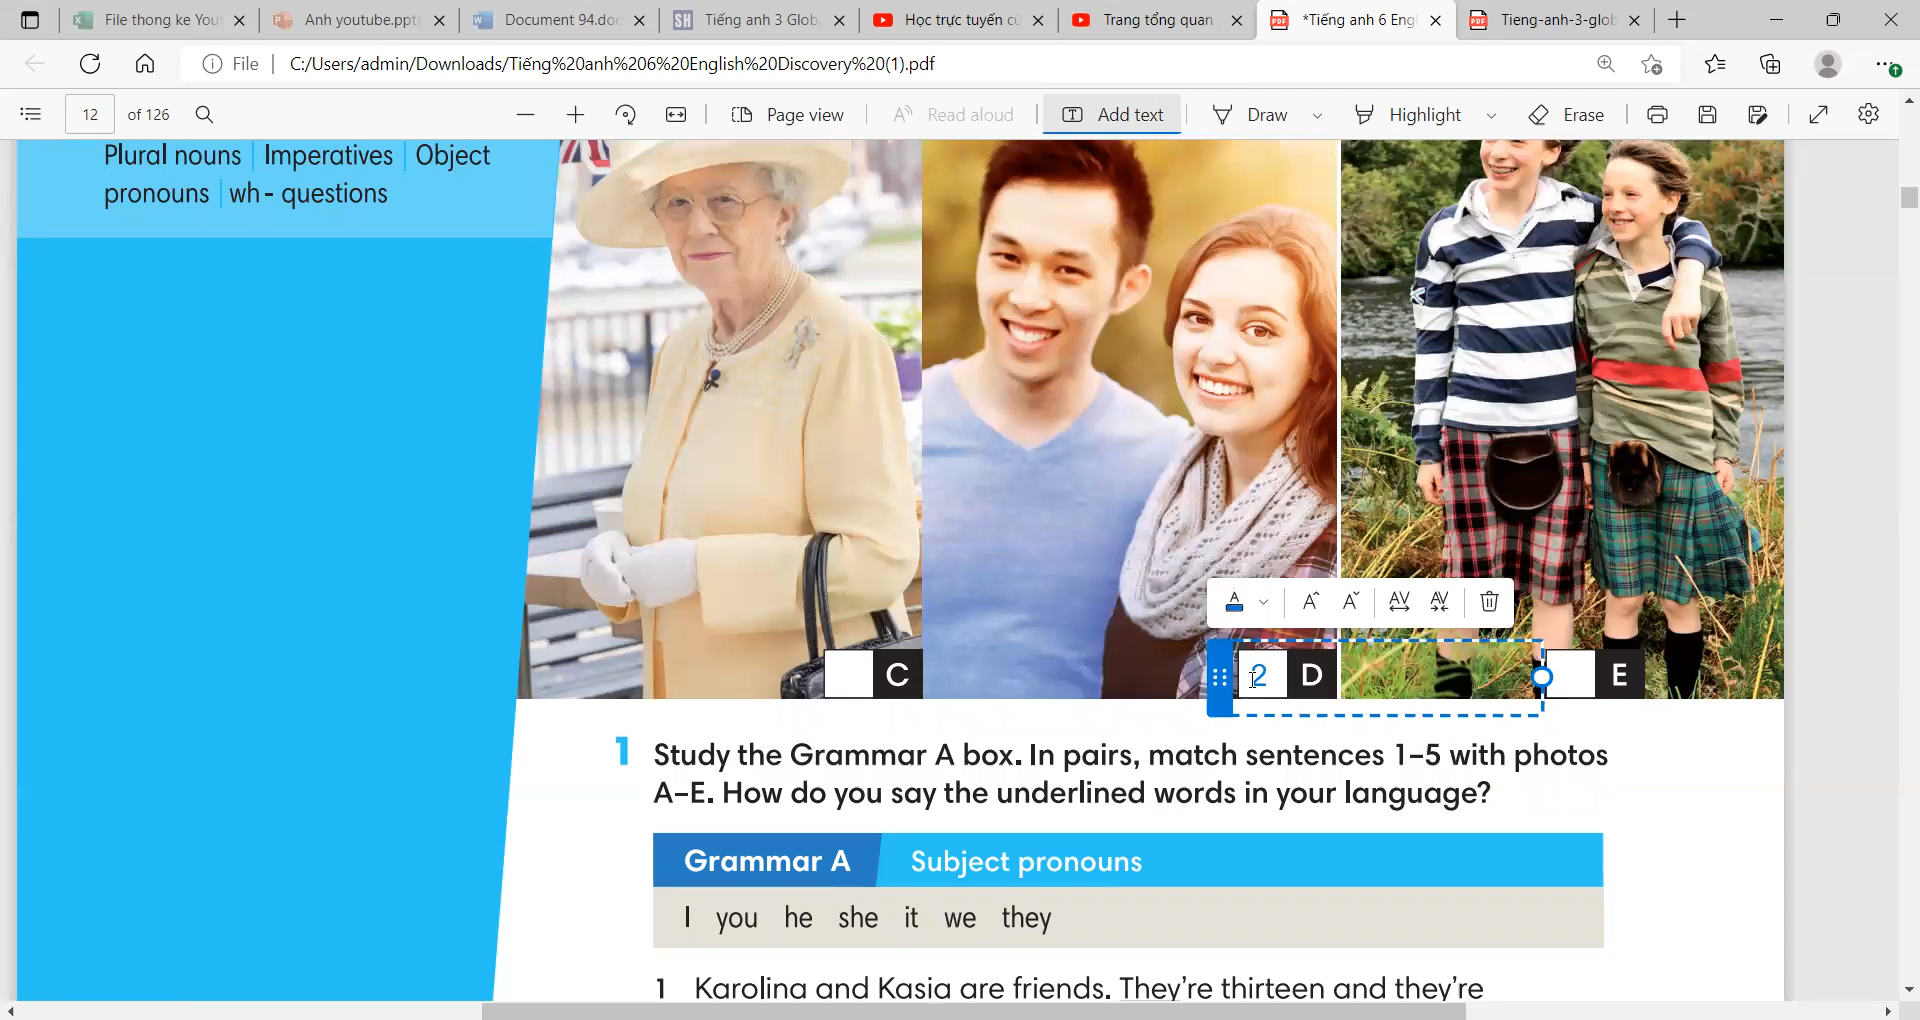 File thong ke You
Anh youtube.ppt
Document 94.doc
Tiếng anh 3 Glob
Học trực tuyến c
Trang tổng quan
*Tiếng anh 6 Engl
Tieng-anh-3-glob
File
C:/Users/admin/Downloads/Tiếng%20anh%206%20English%20Discovery%20(1).pdf
12 of 126
Page view
Read aloud
Add text
Draw
Highlight
Erase
Plural nouns | Imperatives | Object
pronouns | wh - questions
C
2 D
E
1 Study the Grammar A box. In pairs, match sentences 1–5 with photos
A–E. How do you say the underlined words in your language?
Grammar A Subject pronouns
I you he she it we they
1 Karolina and Kasia are friends. They're thirteen and they're